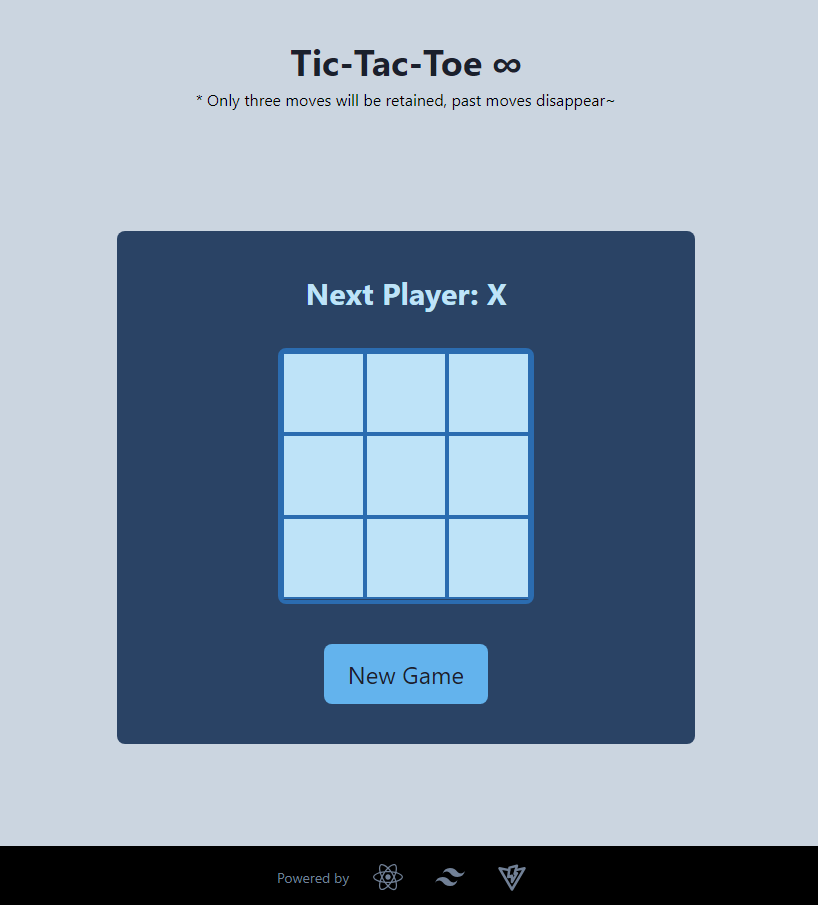 Tic-Tac-Toe ∞
* Only three moves will be retained, past moves disappear~
Next Player: X
New Game
Powered by